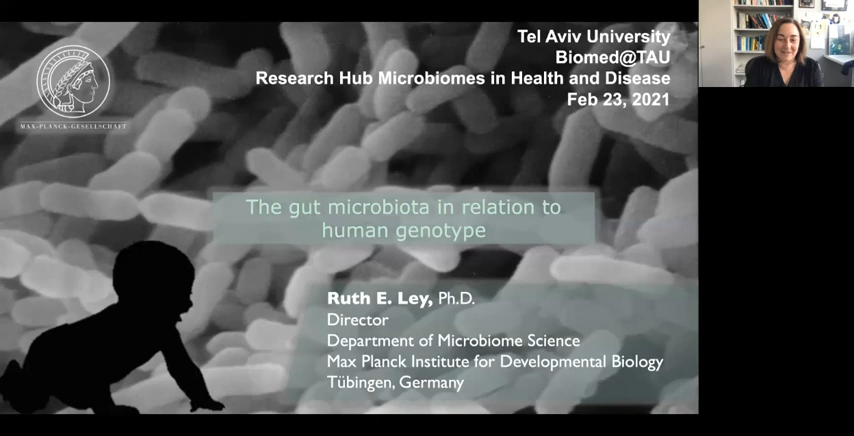 Tel Aviv University
Biomed@TAU
Research Hub Microbiomes in Health and Disease
Feb 23, 2021
MAX-PLANCK-GESELLSCHAFT
The gut microbiota in relation to
human genotype
Ruth E. Ley, Ph.D.
Director
Department of Microbiome Science
Max Planck Institute for Developmental Biology
Tübingen, Germany